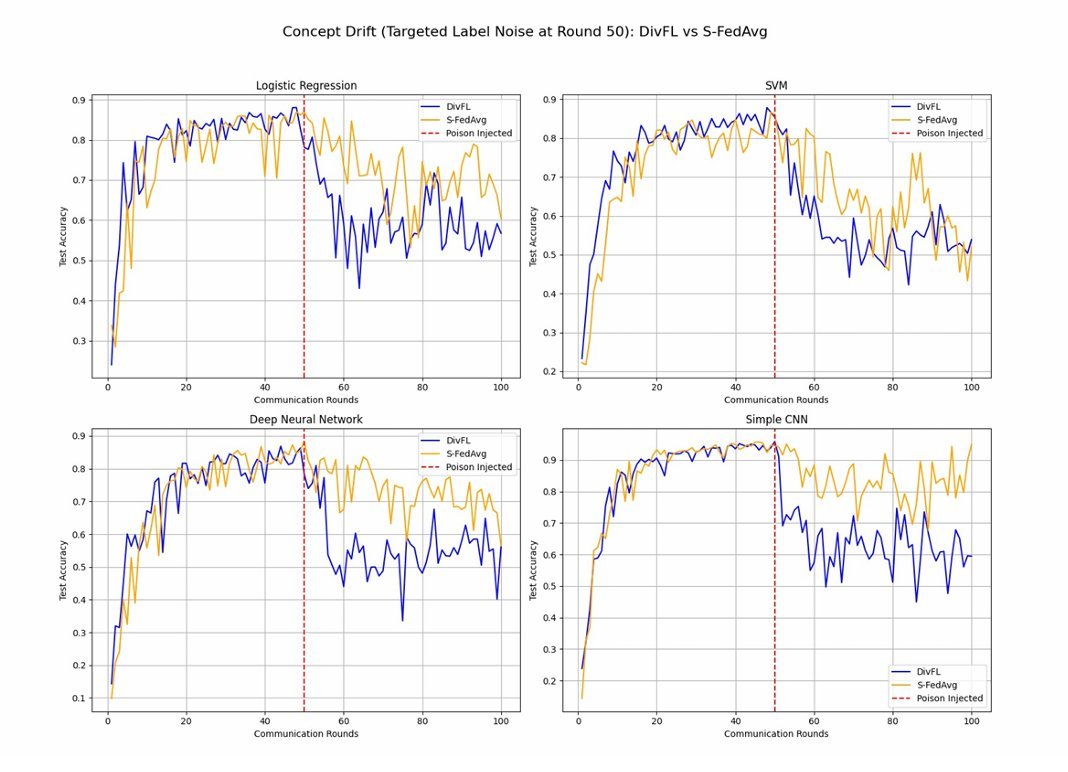 Concept Drift (Targeted Label Noise at Round 50): DivFL vs S-FedAvg
Logistic Regression
Test Accuracy
0.9
0.8
0.7
0.6
0.5
0.4
0.3
DivFL
S-FedAvg
Poison Injected
0 20 40 60 80 100
Communication Rounds
SVM
Test Accuracy
0.9
0.8
0.7
0.6
0.5
0.4
0.3
0.2
DivFL
S-FedAvg
Poison Injected
0 20 40 60 80 100
Communication Rounds
Deep Neural Network
Test Accuracy
0.9
0.8
0.7
0.6
0.5
0.4
0.3
0.2
0.1
DivFL
S-FedAvg
Poison Injected
0 20 40 60 80 100
Communication Rounds
Simple CNN
Test Accuracy
0.9
0.8
0.7
0.6
0.5
0.4
0.3
0.2
DivFL
S-FedAvg
Poison Injected
0 20 40 60 80 100
Communication Rounds